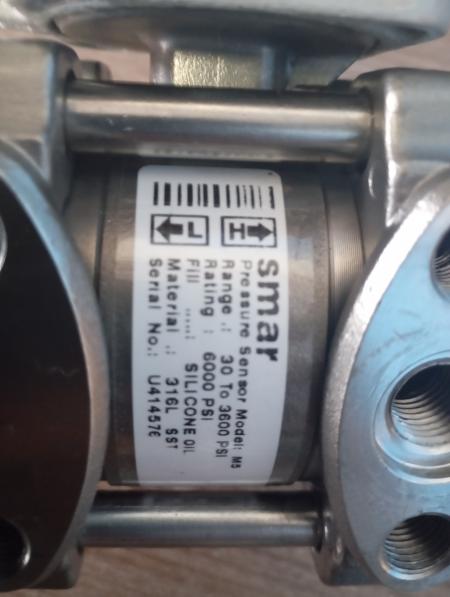 smar
Pressure Sensor Model: M5
Range .: 30 To 3600 PSI
Rating : 6000 PSI
Fill .....: SILICONE OIL
Material .: 316L SST
Serial No.: U414576
H
L